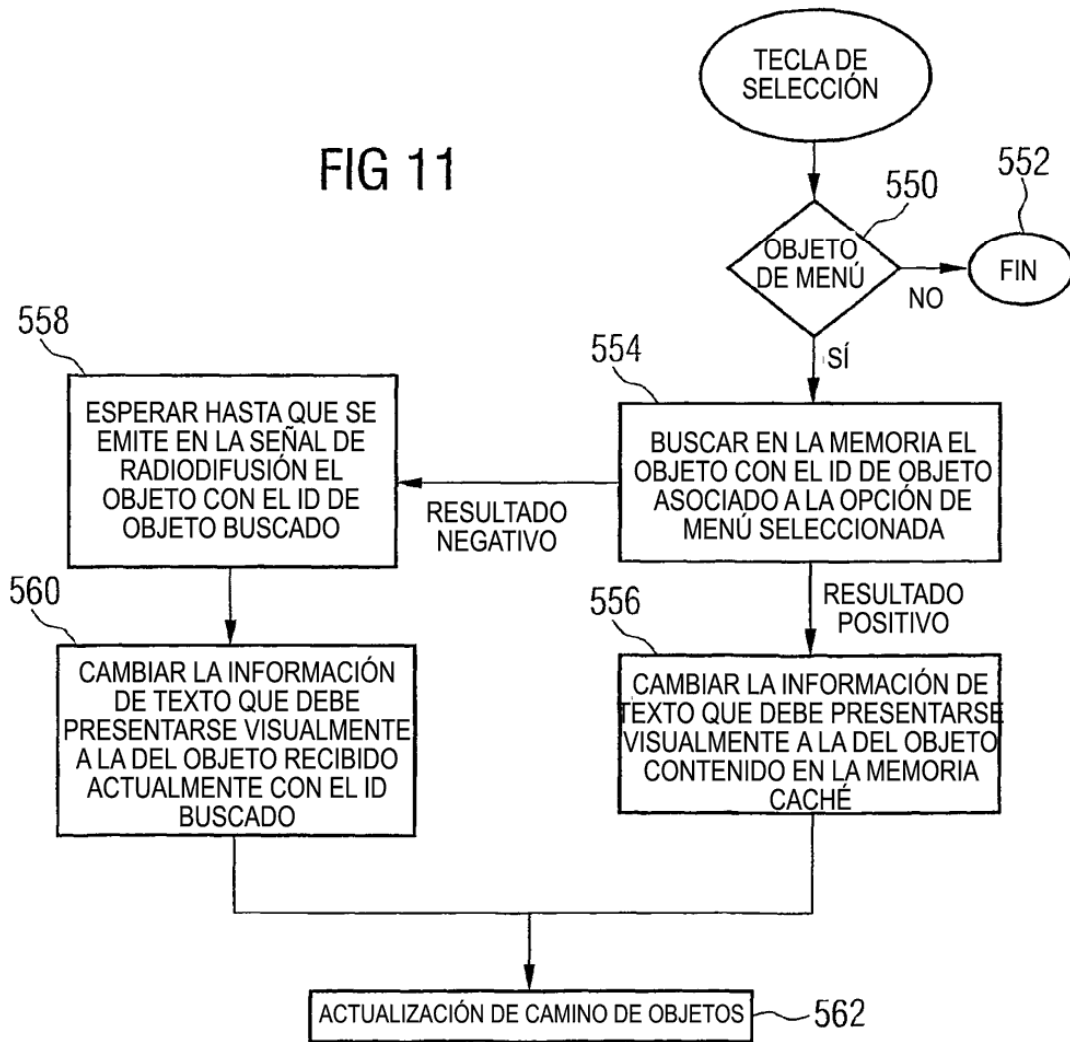 TECLA DE
SELECCIÓN
FIG 11
552
550
OBJETO
DE MENÚ
FIN
NO
SÍ
558
554
ESPERAR HASTA QUE SE
EMITE EN LA SEÑAL DE
RADIODIFUSIÓN EL
OBJETO CON EL ID DE
OBJETO BUSCADO
BUSCAR EN LA MEMORIA EL
OBJETO CON EL ID DE OBJETO
ASOCIADO A LA OPCIÓN DE
MENÚ SELECCIONADA
RESULTADO
NEGATIVO
RESULTADO
POSITIVO
560
556
CAMBIAR LA INFORMACIÓN
DE TEXTO QUE DEBE
PRESENTARSE VISUALMENTE
A LA DEL OBJETO RECIBIDO
ACTUALMENTE CON EL ID
BUSCADO
CAMBIAR LA INFORMACIÓN DE
TEXTO QUE DEBE PRESENTARSE
VISUALMENTE A LA DEL OBJETO
CONTENIDO EN LA MEMORIA
CACHÉ
ACTUALIZACIÓN DE CAMINO DE OBJETOS
562